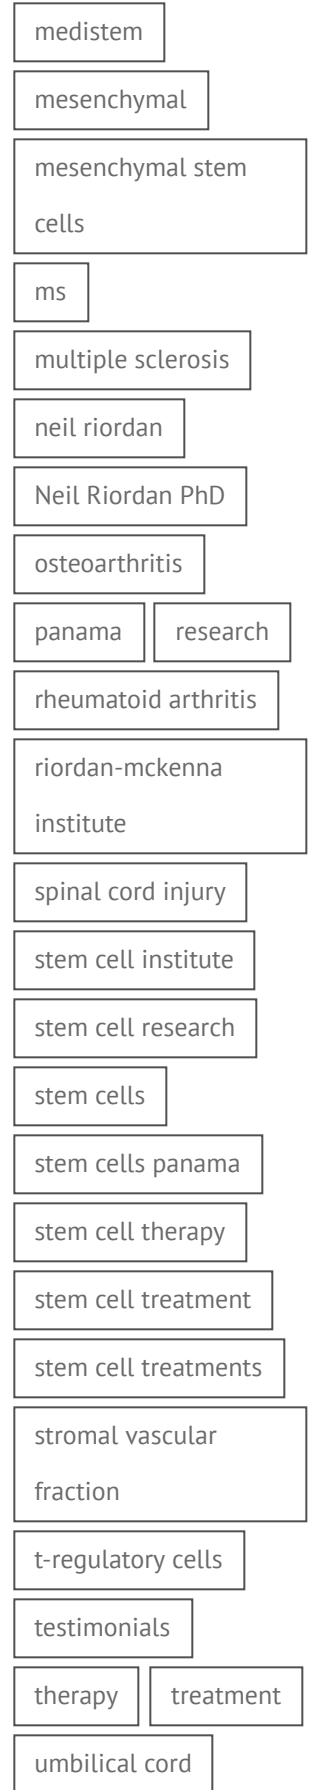 medistem
mesenchymal
mesenchymal stem
cells
ms
multiple sclerosis
neil riordan
Neil Riordan PhD
osteoarthritis
panama research
rheumatoid arthritis
riordan-mckenna
institute
spinal cord injury
stem cell institute
stem cell research
stem cells
stem cells panama
stem cell therapy
stem cell treatment
stem cell treatments
stromal vascular
fraction
t-regulatory cells
testimonials
therapy treatment
umbilical cord